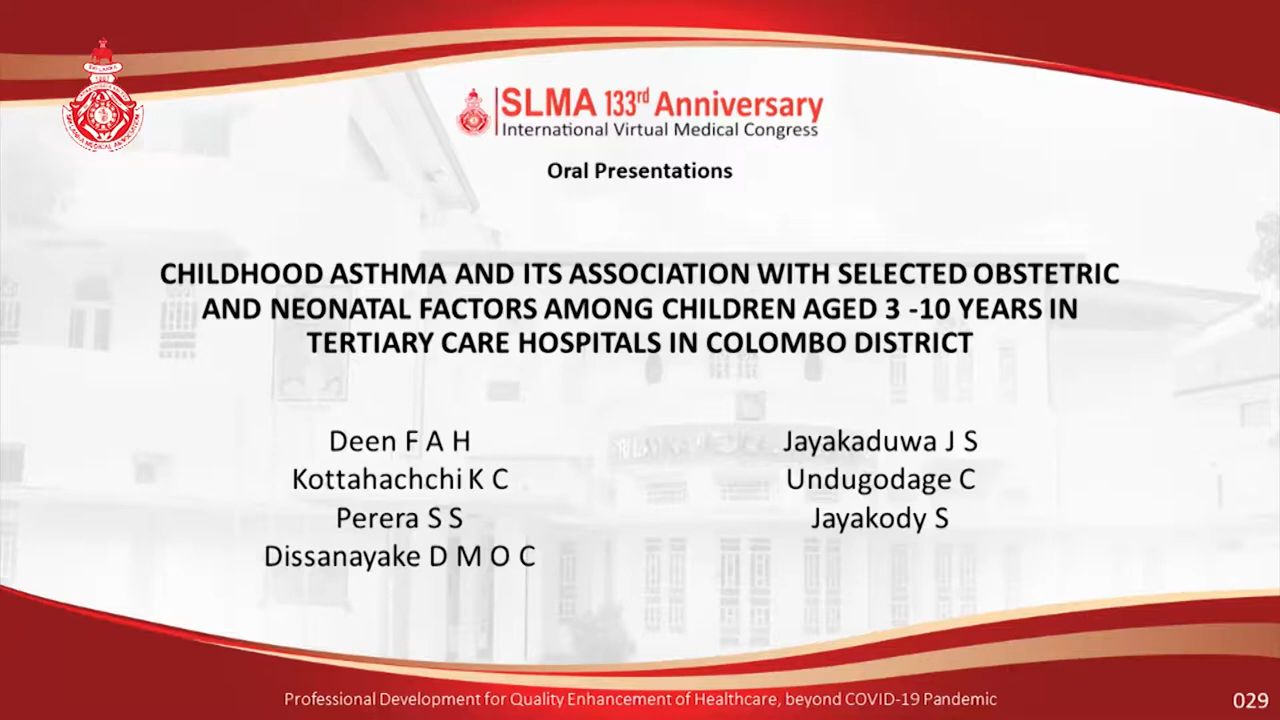 SLMA 133rd Anniversary
International Virtual Medical Congress
Oral Presentations
CHILDHOOD ASTHMA AND ITS ASSOCIATION WITH SELECTED OBSTETRIC
AND NEONATAL FACTORS AMONG CHILDREN AGED 3 -10 YEARS IN
TERTIARY CARE HOSPITALS IN COLOMBO DISTRICT
Deen F A H
Kottahachchi K C
Perera S S
Dissanayake D M O C
Jayakaduwa J S
Undugodage C
Jayakody S
Professional Development for Quality Enhancement of Healthcare, beyond COVID-19 Pandemic
029